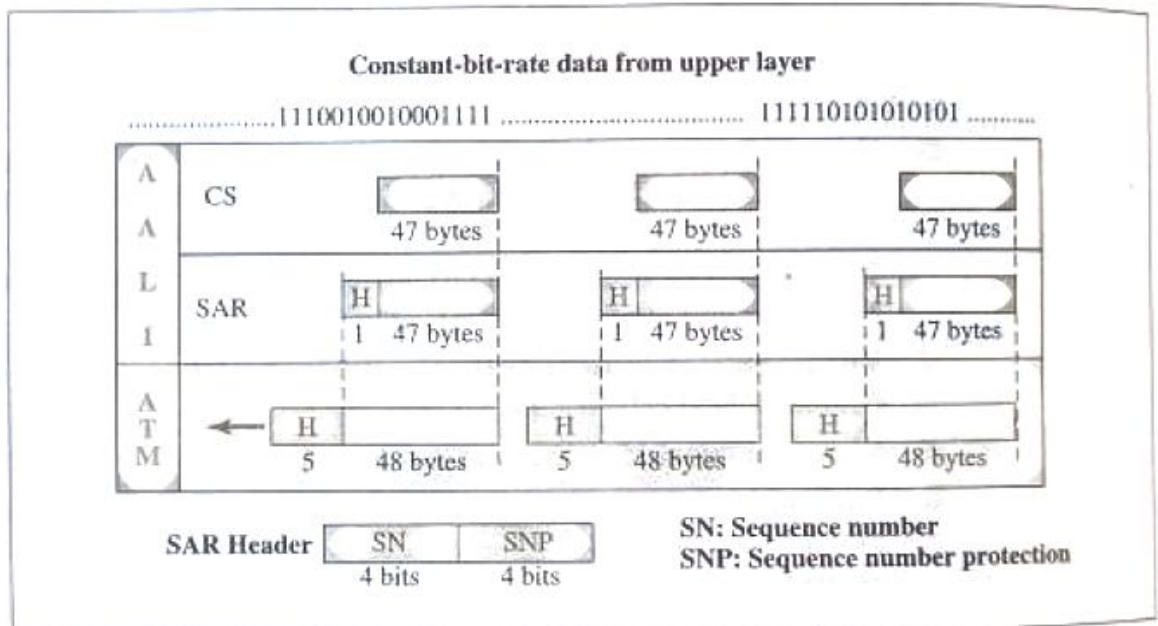 Constant-bit-rate data from upper layer
....................1110010010001111 .................................. 111110101010101 ..........
A
A
L
1
CS
47 bytes
47 bytes
47 bytes
SAR
H
H
H
1 47 bytes
1 47 bytes
1 47 bytes
A
T
M
H
H
H
5 48 bytes
5 48 bytes
5 48 bytes
SAR Header
SN
SNP
4 bits
4 bits
SN: Sequence number
SNP: Sequence number protection